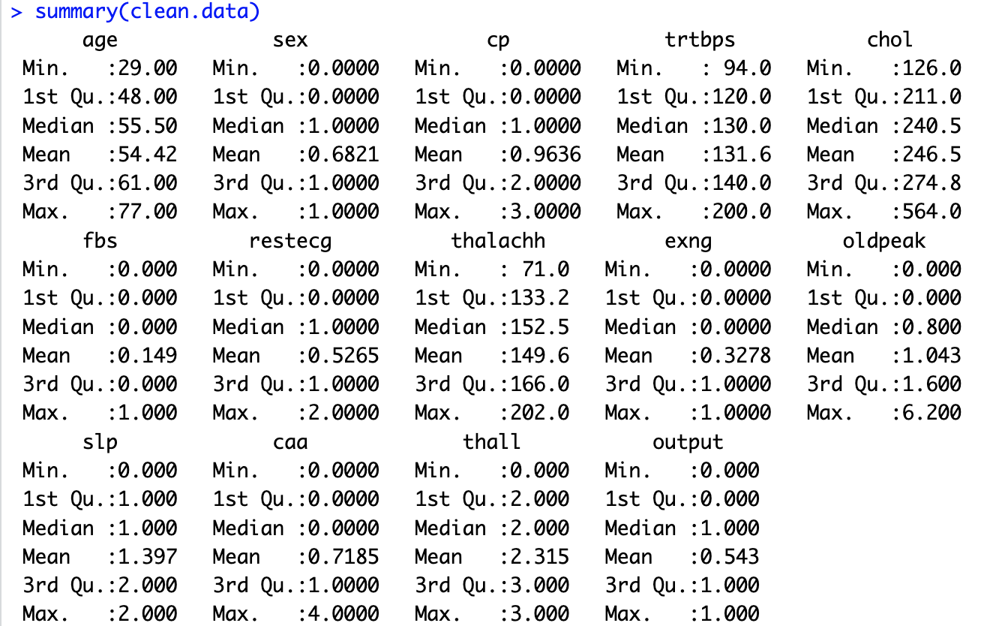 > summary(clean.data)
      age             sex               cp             trtbps           chol
 Min.   :29.00   Min.   :0.0000   Min.   :0.0000   Min.   : 94.0   Min.   :126.0
 1st Qu.:48.00   1st Qu.:0.0000   1st Qu.:0.0000   1st Qu.:120.0   1st Qu.:211.0
 Median :55.50   Median :1.0000   Median :1.0000   Median :130.0   Median :240.5
 Mean   :54.42   Mean   :0.6821   Mean   :0.9636   Mean   :131.6   Mean   :246.5
 3rd Qu.:61.00   3rd Qu.:1.0000   3rd Qu.:2.0000   3rd Qu.:140.0   3rd Qu.:274.8
 Max.   :77.00   Max.   :1.0000   Max.   :3.0000   Max.   :200.0   Max.   :564.0
      fbs           restecg          thalachh          exng           oldpeak
 Min.   :0.000   Min.   :0.0000   Min.   : 71.0   Min.   :0.0000   Min.   :0.000
 1st Qu.:0.000   1st Qu.:0.0000   1st Qu.:133.2   1st Qu.:0.0000   1st Qu.:0.000
 Median :0.000   Median :1.0000   Median :152.5   Median :0.0000   Median :0.800
 Mean   :0.149   Mean   :0.5265   Mean   :149.6   Mean   :0.3278   Mean   :1.043
 3rd Qu.:0.000   3rd Qu.:1.0000   3rd Qu.:166.0   3rd Qu.:1.0000   3rd Qu.:1.600
 Max.   :1.000   Max.   :2.0000   Max.   :202.0   Max.   :1.0000   Max.   :6.200
      slp             caa             thall           output
 Min.   :0.000   Min.   :0.0000   Min.   :0.000   Min.   :0.000
 1st Qu.:1.000   1st Qu.:0.0000   1st Qu.:2.000   1st Qu.:0.000
 Median :1.000   Median :0.0000   Median :2.000   Median :1.000
 Mean   :1.397   Mean   :0.7185   Mean   :2.315   Mean   :0.543
 3rd Qu.:2.000   3rd Qu.:1.0000   3rd Qu.:3.000   3rd Qu.:1.000
 Max.   :2.000   Max.   :4.0000   Max.   :3.000   Max.   :1.000